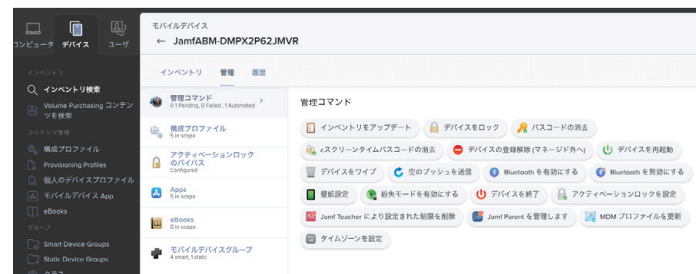 コンピュータ
デバイス
ユーザ
インベントリ
インベントリ検索
Volume Purchasing コンテン
ツを検索
コンテンツ管理
構成プロファイル
Provisioning Profiles
個人のデバイスプロファイル
モバイルデバイス App
eBooks
グループ
Smart Device Groups
Static Device Groups
クラス
モバイルデバイス
← JamfABM-DMPX2P62JMVR
インベントリ 管理 履歴
管理コマンド
0 1 Pending, 0 Failed , 1 Automated
構成プロファイル
5 in scope
アクティベーションロック
のバイパス
Configured
Apps
5 in scope
eBooks
0 in scope
モバイルデバイスグループ
4 smart, 1 static
管理コマンド
インベントリをアップデート デバイスをロック パスコードの消去
cスクリーンタイムパスコードの消去 デバイスの登録解除 (マネージド外へ) デバイスを再起動
デバイスをワイプ 空のプッシュを送信 Bluetooth を有効にする Bluetooth を無効にする
壁紙設定 紛失モードを有効にする デバイスを終了 アクティベーションロックを設定
Jamf Teacher により設定された制限を削除 Jamf Parent を管理します MDM プロファイルを更新
タイムゾーンを設定